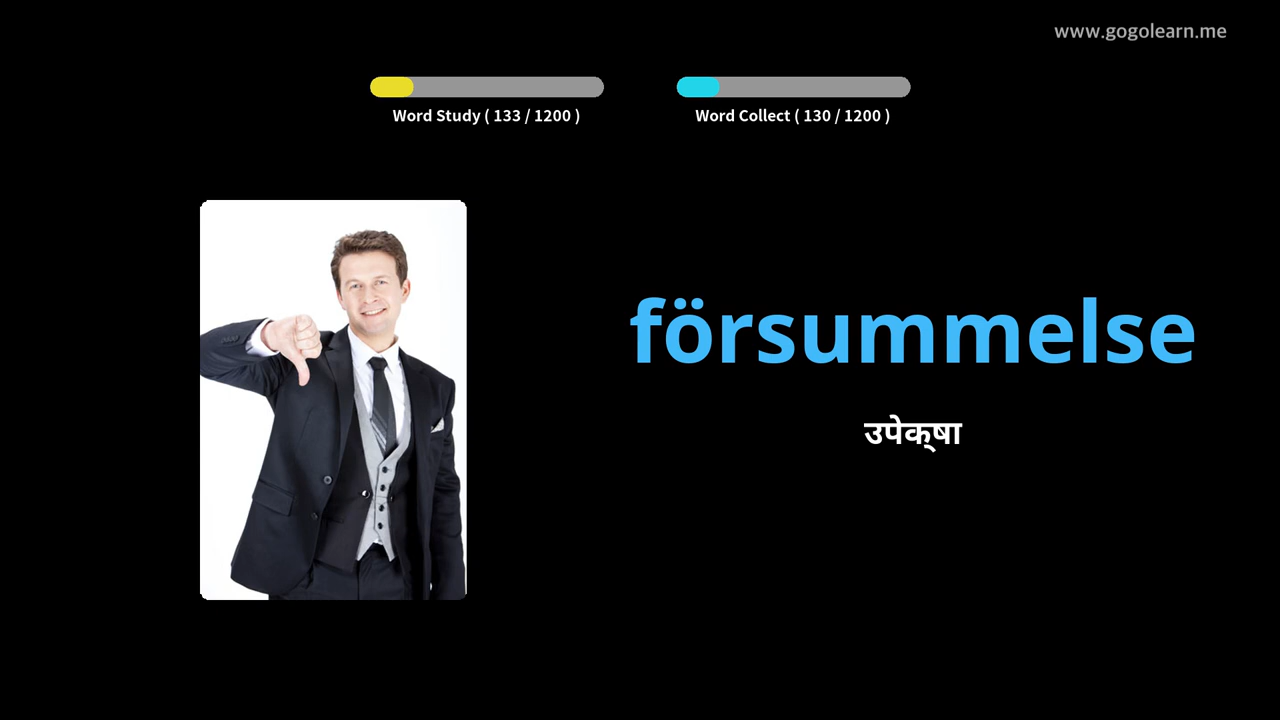 www.gogolearn.me
Word Study ( 133 / 1200 )
Word Collect ( 130 / 1200 )
försummelse
उपेक्षा